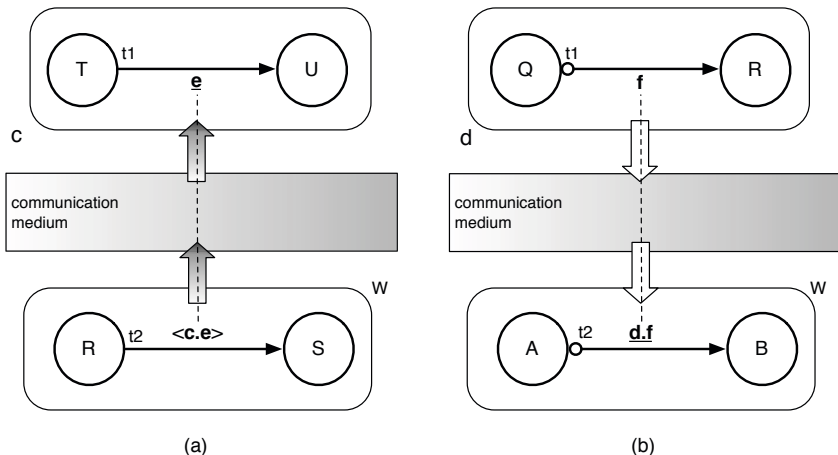 T
t1
U
e
c
communication
medium
W
R
t2
<c.e>
S
(a)
Q
t1
R
f
d
communication
medium
W
A
t2
d.f
B
(b)